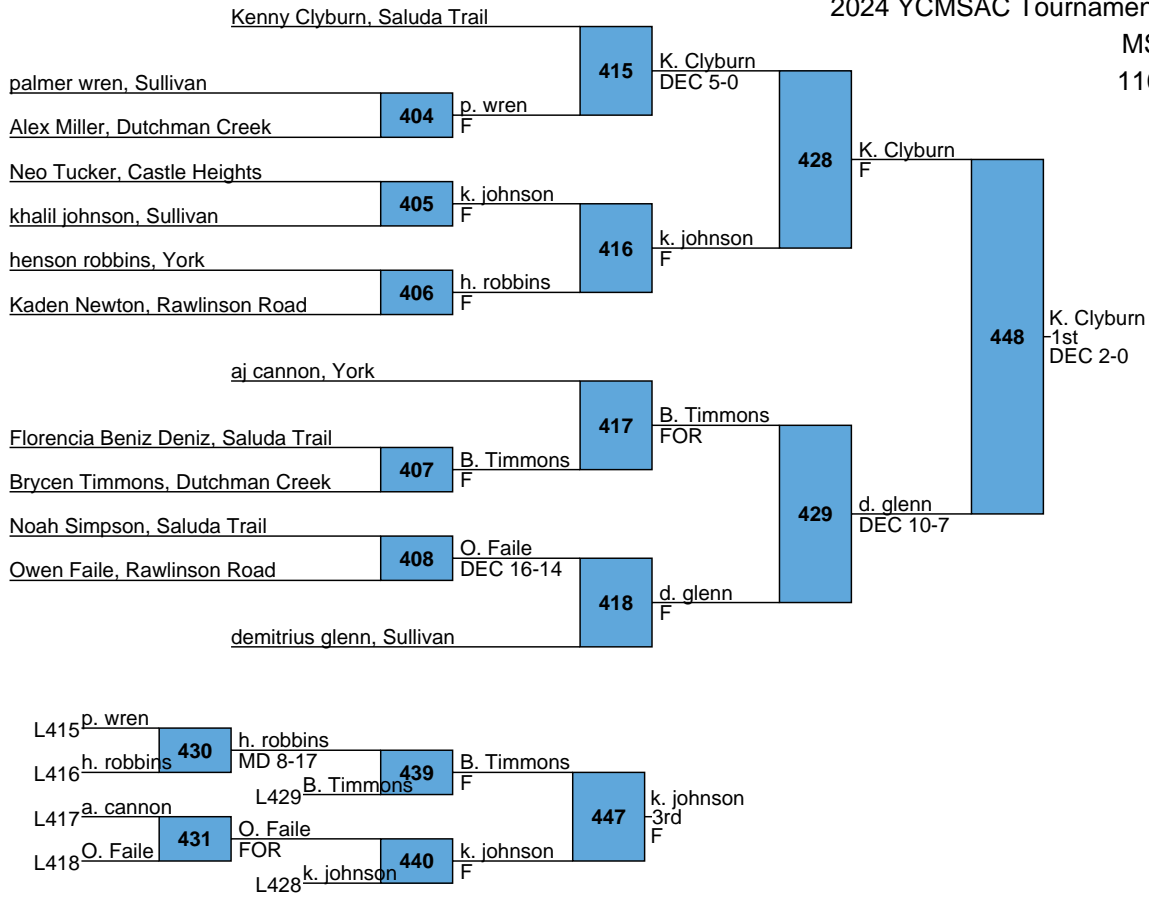 2024 YCMSAC Tournamen
MS
110
Kenny Clyburn, Saluda Trail
415
K. Clyburn
DEC 5-0
palmer wren, Sullivan
404
p. wren
F
Alex Miller, Dutchman Creek
428
K. Clyburn
F
Neo Tucker, Castle Heights
405
k. johnson
F
khalil johnson, Sullivan
416
k. johnson
F
henson robbins, York
406
h. robbins
F
Kaden Newton, Rawlinson Road
448
K. Clyburn
1st
DEC 2-0
aj cannon, York
417
B. Timmons
FOR
Florencia Beniz Deniz, Saluda Trail
407
B. Timmons
F
Brycen Timmons, Dutchman Creek
429
d. glenn
DEC 10-7
Noah Simpson, Saluda Trail
408
O. Faile
DEC 16-14
Owen Faile, Rawlinson Road
418
d. glenn
F
demitrius glenn, Sullivan
L415
p. wren
430
h. robbins
MD 8-17
L416
h. robbins
439
B. Timmons
F
L429
B. Timmons
L417
a. cannon
431
O. Faile
FOR
447
k. johnson
3rd
F
L418
O. Faile
440
k. johnson
F
L428
k. johnson